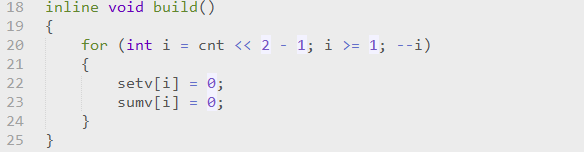 18 inline void build()
19 {
20     for (int i = cnt << 2 - 1; i >= 1; --i)
21     {
22         setv[i] = 0;
23         sumv[i] = 0;
24     }
25 }